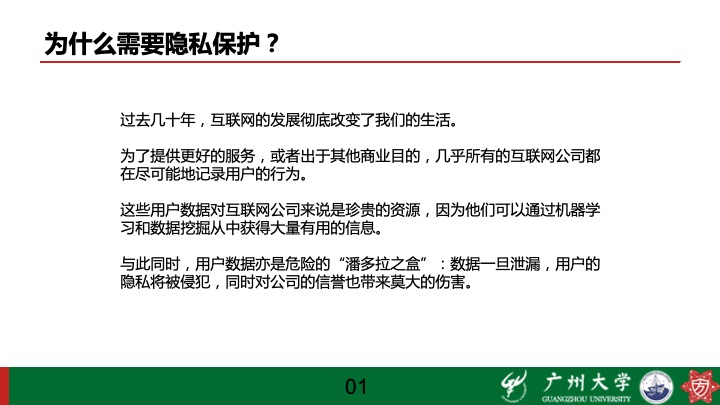 为什么需要隐私保护？
过去几十年，互联网的发展彻底改变了我们的生活。
为了提供更好的服务，或者出于其他商业目的，几乎所有的互联网公司都
在尽可能地记录用户的行为。
这些用户数据对互联网公司来说是珍贵的资源，因为他们可以通过机器学
习和数据挖掘从中获得大量有用的信息。
与此同时，用户数据亦是危险的“潘多拉之盒”：数据一旦泄漏，用户的
隐私将被侵犯，同时对公司的信誉也带来莫大的伤害。
01
广州大学
GUANGZHOU UNIVERSITY